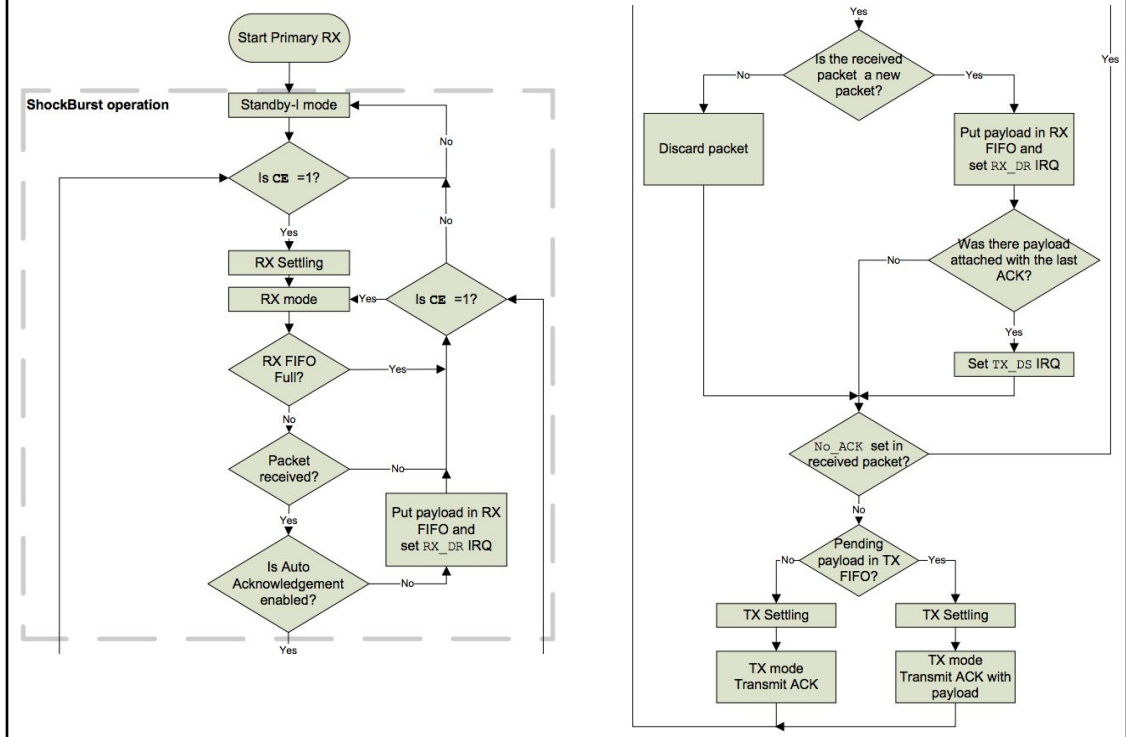 Start Primary RX
ShockBurst operation
Standby-I mode
No
Is CE =1?
No
Yes
RX Settling
RX mode
Yes
Is CE =1?
RX FIFO
Full?
Yes
No
Packet
received?
No
Yes
Put payload in RX
FIFO and
set RX_DR IRQ
Is Auto
Acknowledgement
enabled?
No
Yes
Yes
Yes
Is the received
packet a new
packet?
No
Yes
Discard packet
Put payload in RX
FIFO and
set RX_DR IRQ
Was there payload
attached with the last
ACK?
No
Yes
Set TX_DS IRQ
No_ACK set in
received packet?
No
Pending
payload in TX
FIFO?
No
Yes
TX Settling
TX Settling
TX mode
Transmit ACK
TX mode
Transmit ACK with
payload